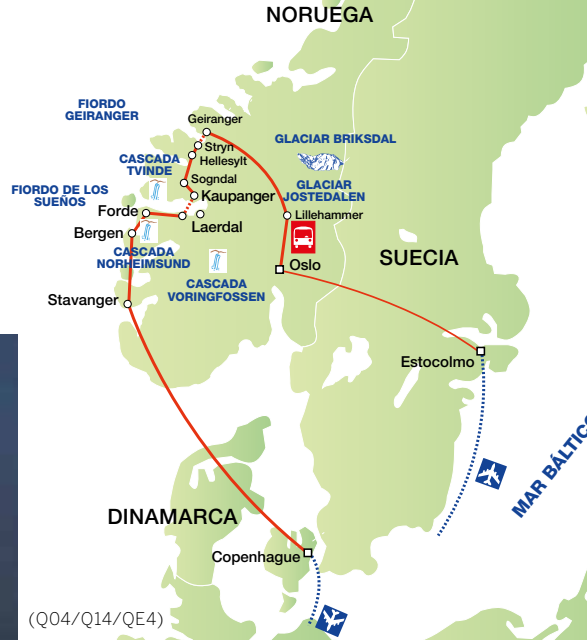 NORUEGA
FIORDO
GEIRANGER
Geiranger
Stryn
Hellesylt
GLACIAR BRIKSDAL
CASCADA
TVINDE
Sogndal
GLACIAR
JOSTEDALEN
FIORDO DE LOS
SUEÑOS
Kaupanger
Forde
Lillehammer
Laerdal
Bergen
CASCADA
NORHEIMSUND
Oslo
SUECIA
CASCADA
VORINGFOSSEN
Stavanger
Estocolmo
MAR BÁLTICO
DINAMARCA
Copenhague
(Q04/Q14/QE4)